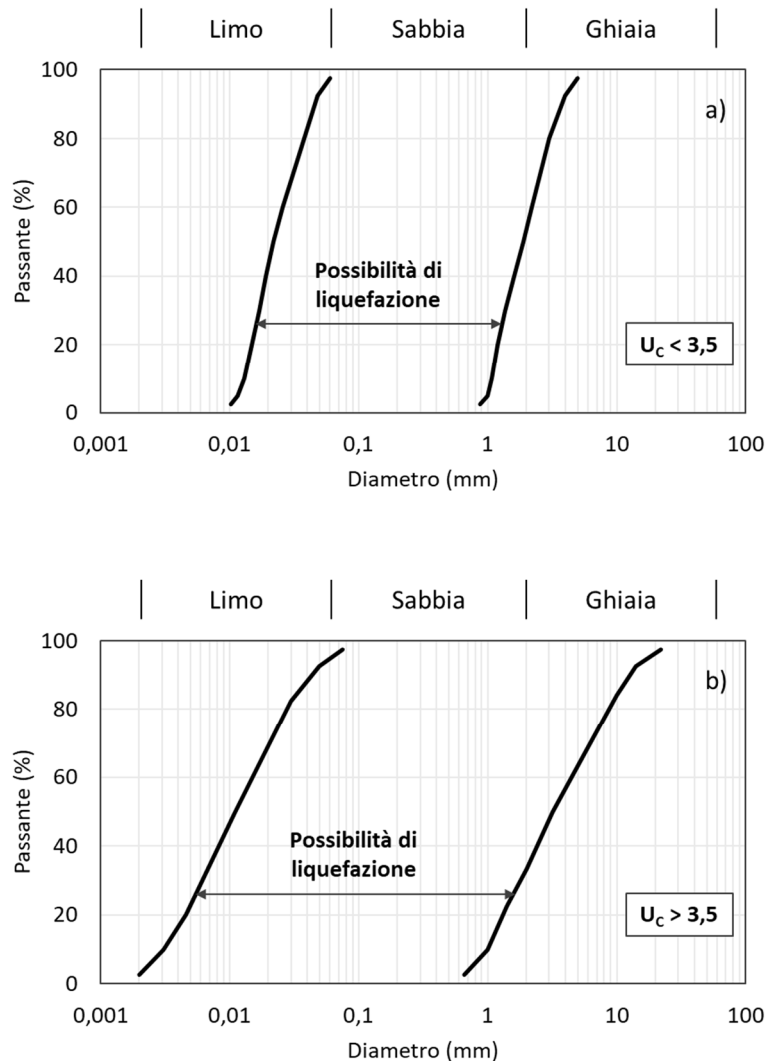 Limo Sabbia Ghiaia
100
a)
80
60
Passante (%)
Possibilità di
liquefazione
40
U_C < 3,5
20
0
0,001 0,01 0,1 1 10 100
Diametro (mm)
Limo Sabbia Ghiaia
100
b)
80
60
Passante (%)
Possibilità di
liquefazione
40
U_C > 3,5
20
0
0,001 0,01 0,1 1 10 100
Diametro (mm)